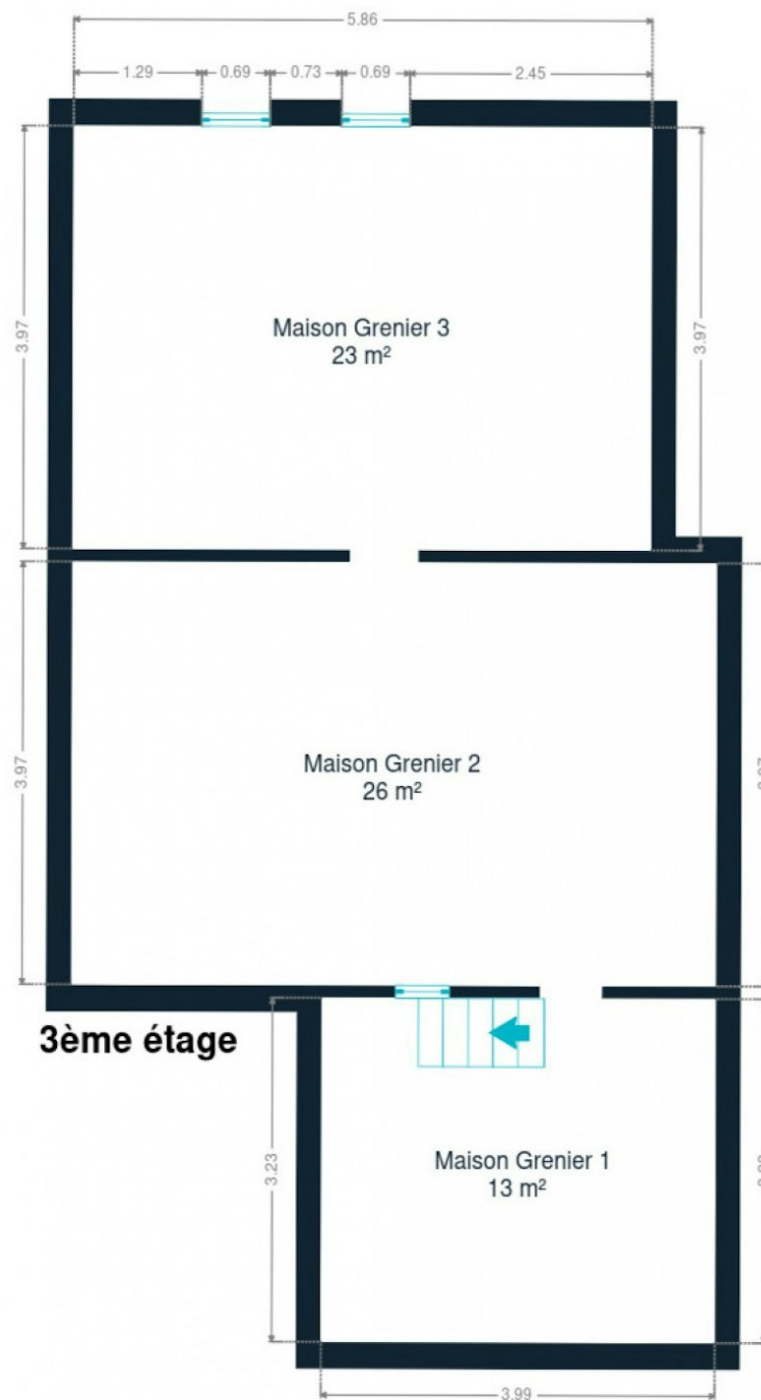 5.86
1.29 0.69 0.73 0.69 2.45
3.97
3.97
Maison Grenier 3
23 m²
3.97
Maison Grenier 2
26 m²
3ème étage
3.23
Maison Grenier 1
13 m²
3.99